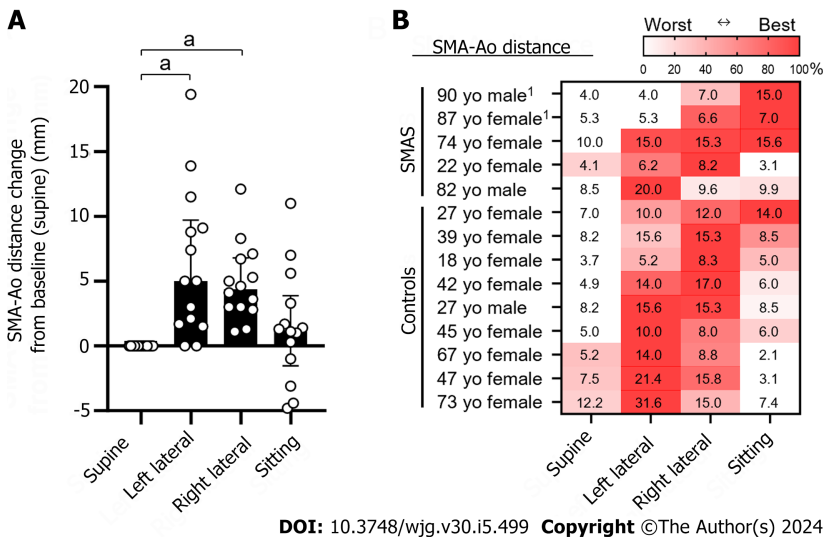 A
a
a
20
15
10
5
0
-5
SMA-Ao distance change
from baseline (supine) (mm)
Supine
Left lateral
Right lateral
Sitting
B
Worst ↔ Best
SMA-Ao distance
0 20 40 60 80 100%
SMAS
90 yo male¹ 4.0 4.0 7.0 15.0
87 yo female¹ 5.3 5.3 6.6 7.0
74 yo female 10.0 15.0 15.3 15.6
22 yo female 4.1 6.2 8.2 3.1
82 yo male 8.5 20.0 9.6 9.9
Controls
27 yo female 7.0 10.0 12.0 14.0
39 yo female 8.2 15.6 15.3 8.5
18 yo female 3.7 5.2 8.3 5.0
42 yo female 4.9 14.0 17.0 6.0
27 yo male 8.2 15.6 15.3 8.5
45 yo female 5.0 10.0 8.0 6.0
67 yo female 5.2 14.0 8.8 2.1
47 yo female 7.5 21.4 15.8 3.1
73 yo female 12.2 31.6 15.0 7.4
Supine
Left lateral
Right lateral
Sitting
DOI: 10.3748/wjg.v30.i5.499 Copyright ©The Author(s) 2024